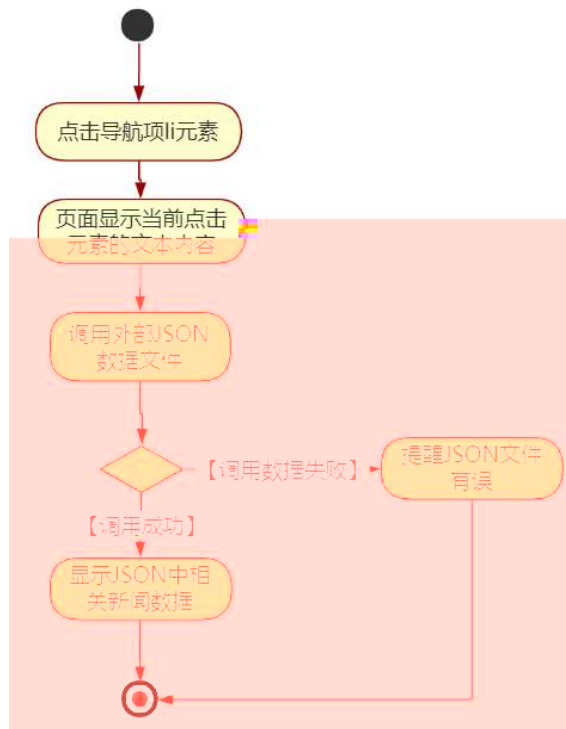 点击导航项li元素
页面显示当前点击
元素的文本内容
调用外部JSON
数据文件
【调用数据失败】
提醒JSON文件
有误
【调用成功】
显示JSON中相
关新闻数据